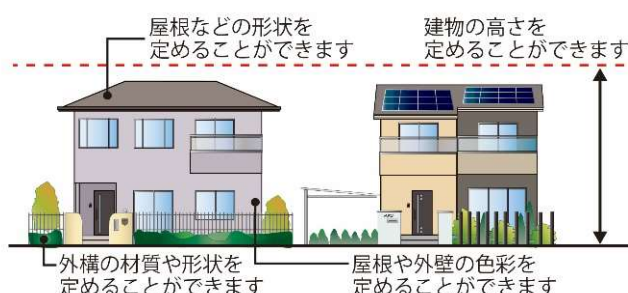 屋根などの形状を
定めることができます
建物の高さを
定めることができます
外構の材質や形状を
定めることができます
屋根や外壁の色彩を
定めることができます